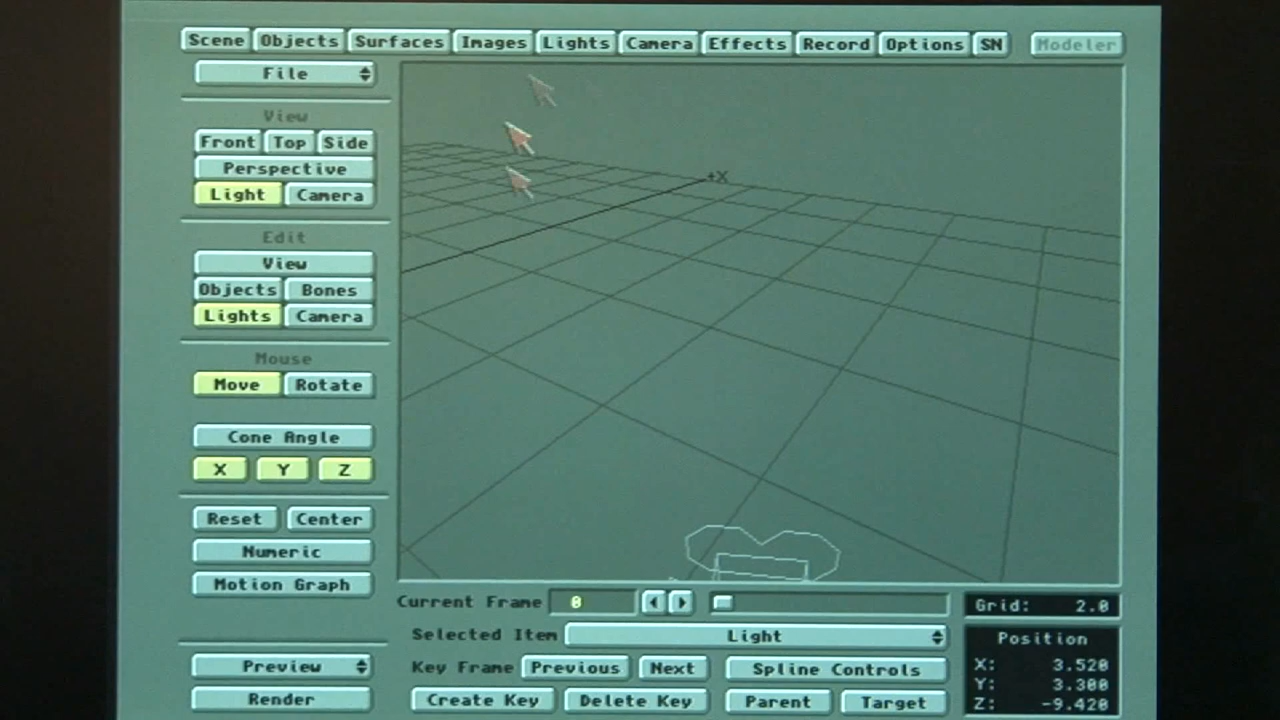 Scene Objects Surfaces Images Lights Camera Effects Record Options SN Modeler
File
View
Front Top Side
Perspective
Light Camera
Edit
View
Objects Bones
Lights Camera
Mouse
Move Rotate
Cone Angle
X Y Z
Reset Center
Numeric
Motion Graph
Preview
Render
+X
Current Frame 0
Selected Item Light
Key Frame Previous Next Spline Controls
Create Key Delete Key Parent Target
Grid: 2.0
Position
X: 3.520
Y: 3.300
Z: -9.420